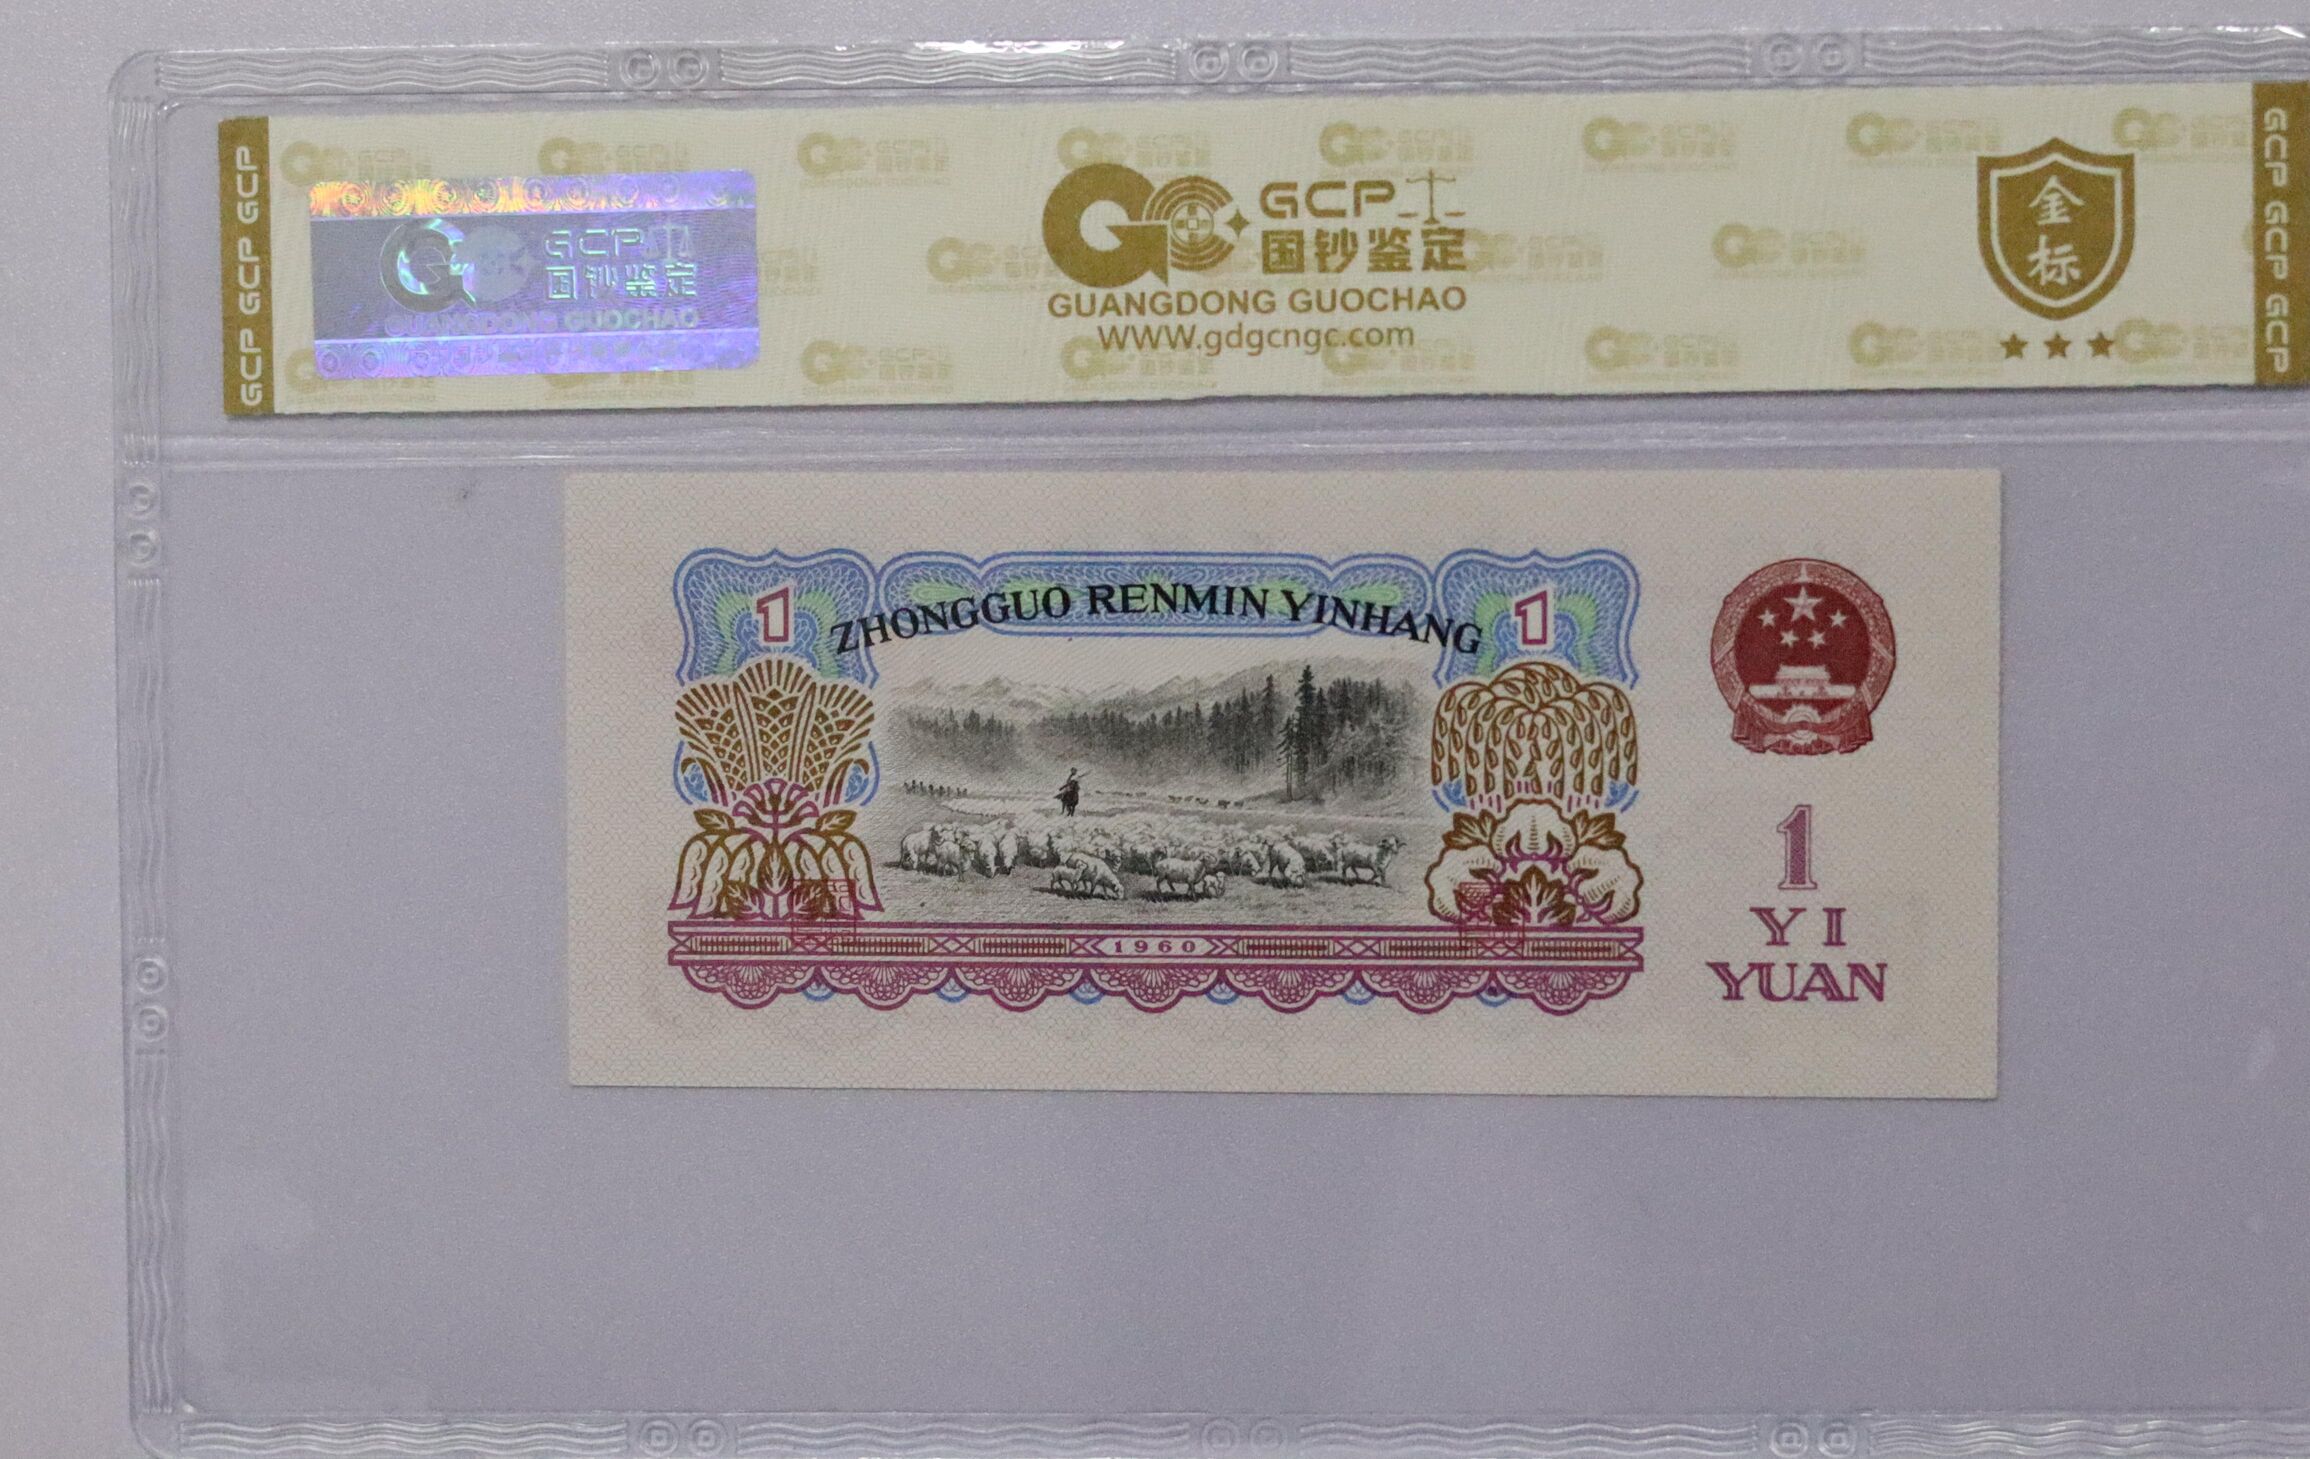 GCP GCP GCP
GCP
国钞鉴定
GUANGDONG GUOCHAO
GCP
国钞鉴定
GUANGDONG GUOCHAO
WWW.gdgcngc.com
金
标
GCP GCP GCP
1
ZHONGGUO RENMIN YINHANG
1
1960
1
YI
YUAN